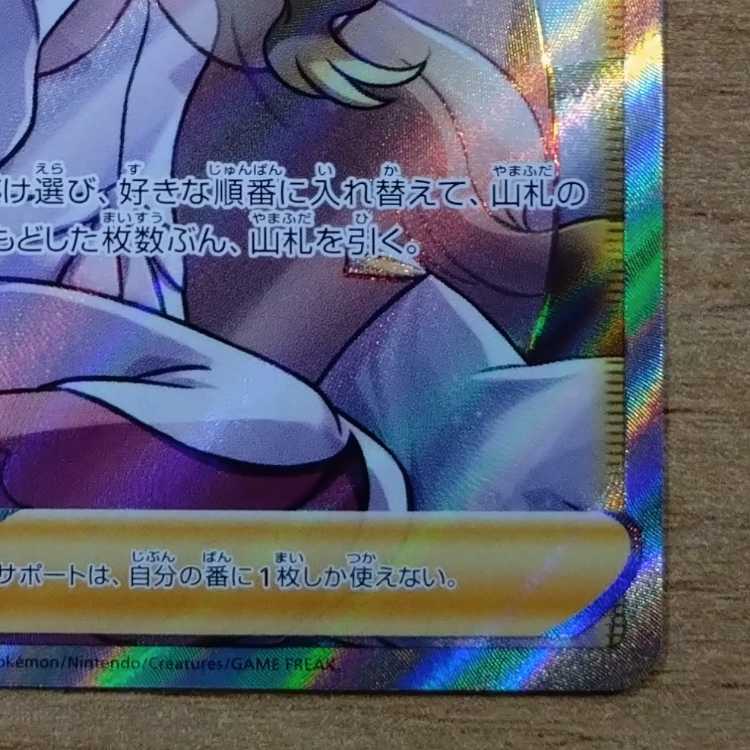 け選び、好きな順番に入れ替えて、山札の
もどした枚数ぶん、山札を引く。
サポートは、自分の番に1枚しか使えない。
okémon/Nintendo/Creatures/GAME FREAK.